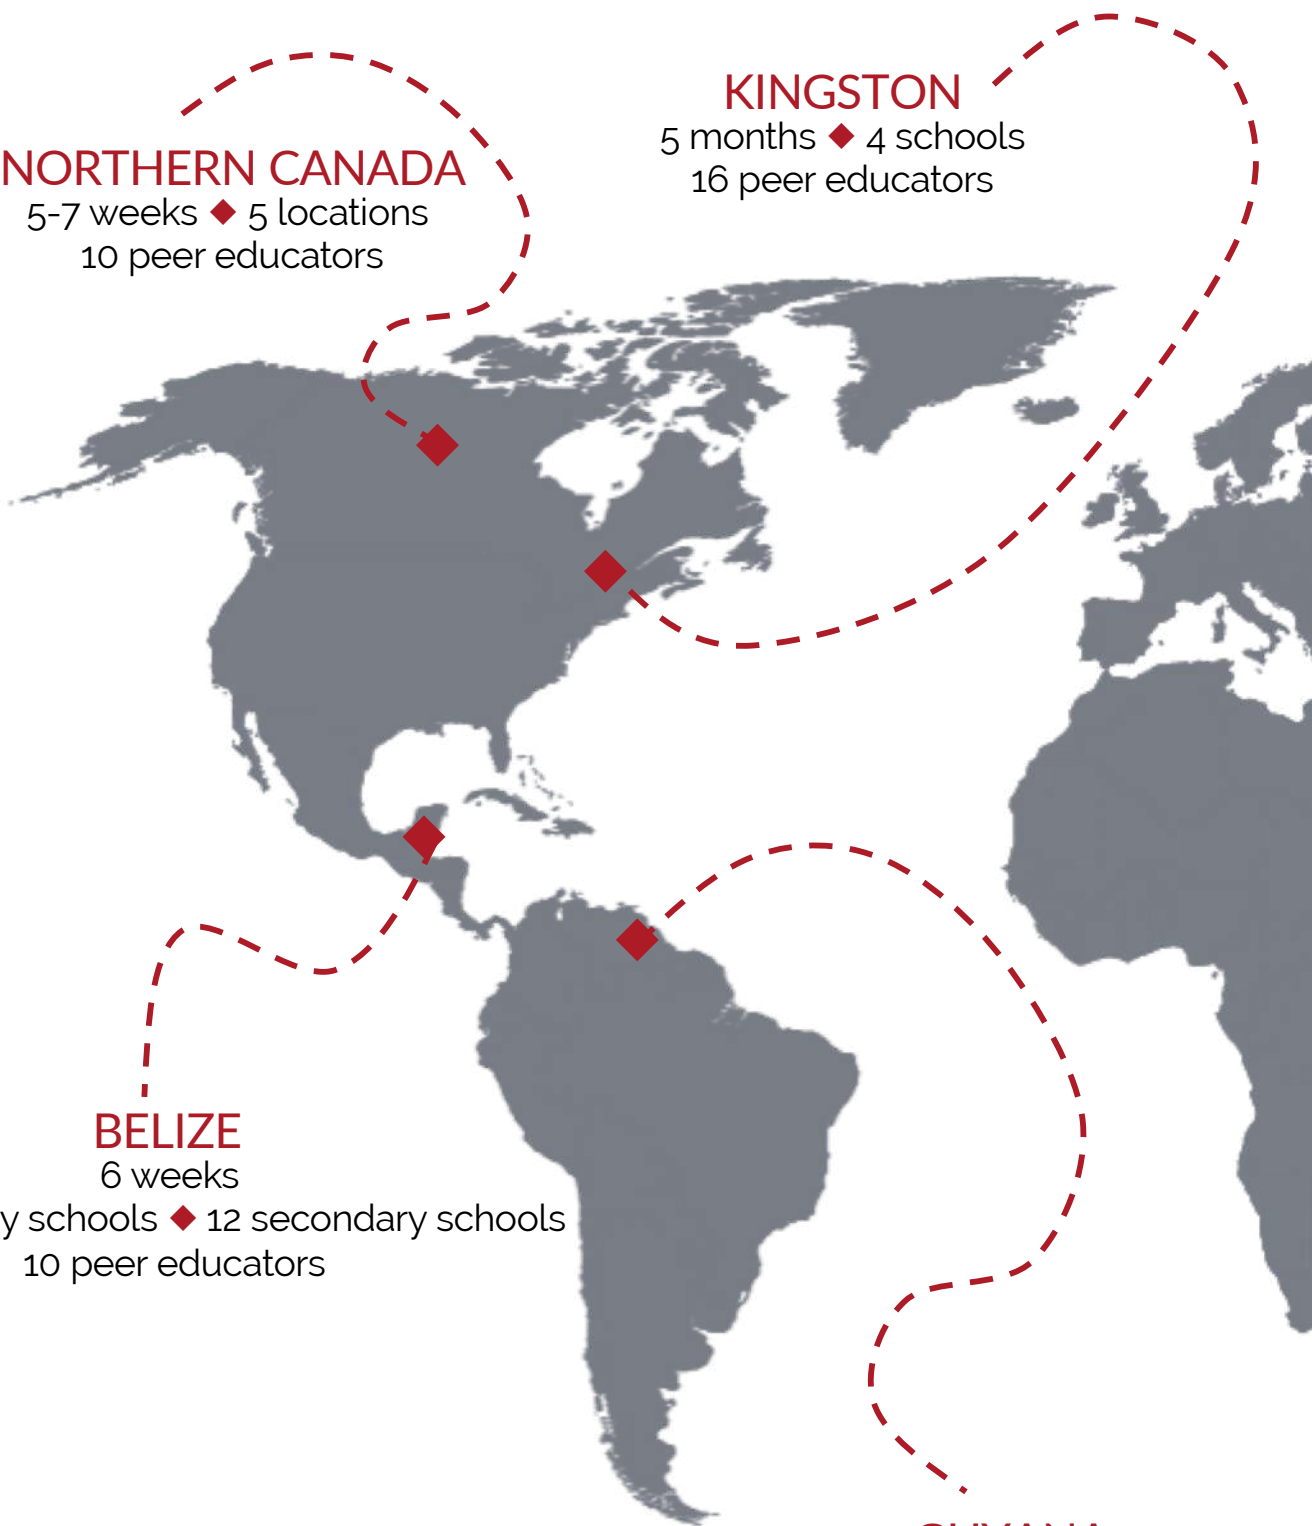 KINGSTON
5 months ◆ 4 schools
16 peer educators
NORTHERN CANADA
5-7 weeks ◆ 5 locations
10 peer educators
BELIZE
6 weeks
schools ◆ 12 secondary schools
10 peer educators